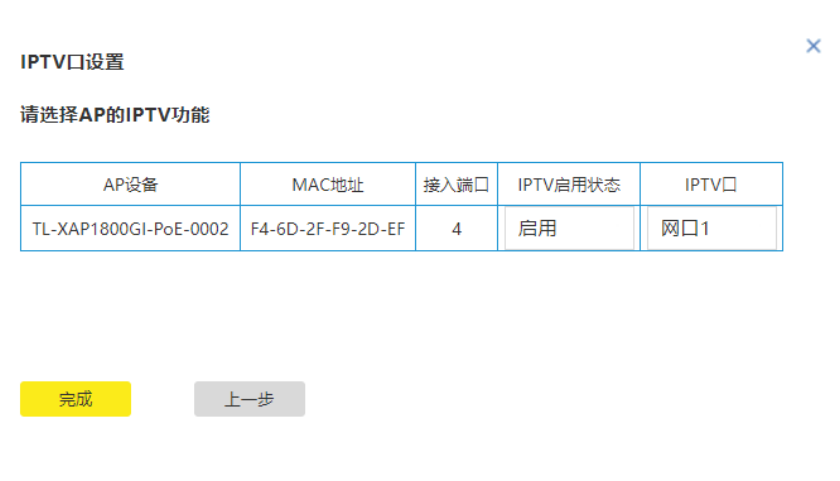 IPTV口设置
请选择AP的IPTV功能
AP设备 MAC地址 接入端口 IPTV启用状态 IPTV口
TL-XAP1800GI-PoE-0002 F4-6D-2F-F9-2D-EF 4 启用 网口1
完成 上一步